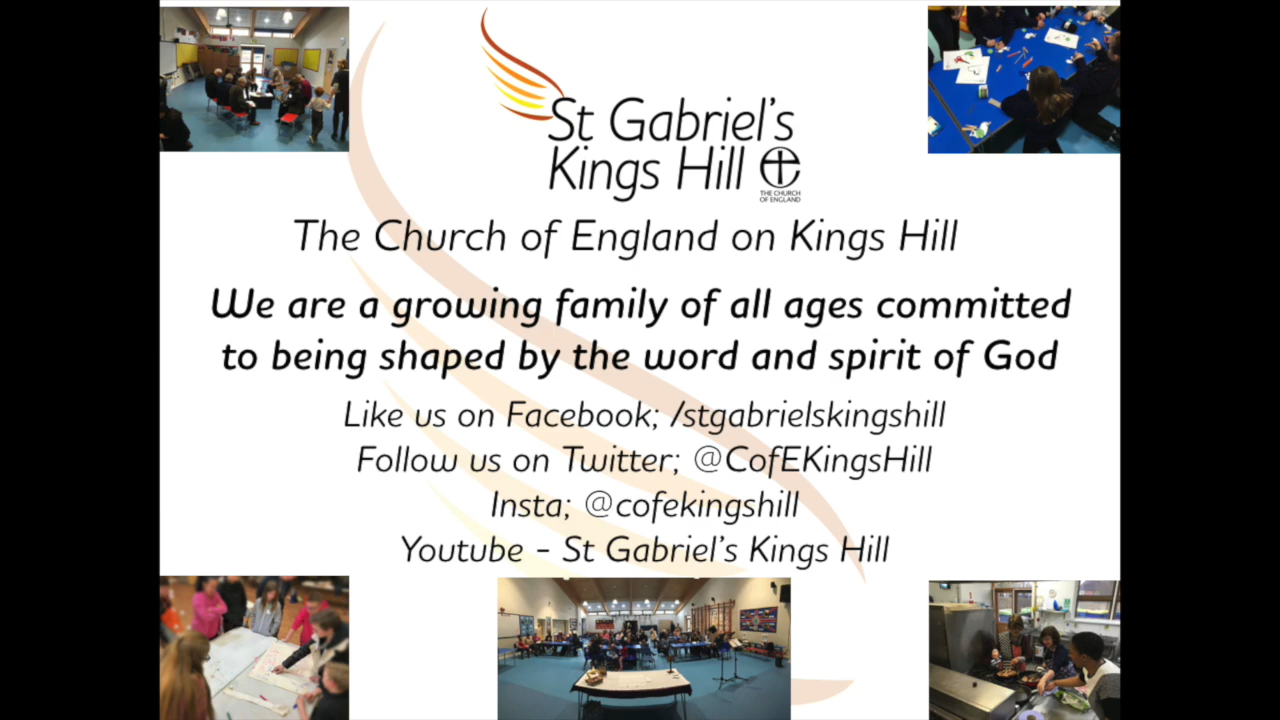 St Gabriel's
Kings Hill
THE CHURCH
OF ENGLAND
The Church of England on Kings Hill
We are a growing family of all ages committed
to being shaped by the word and spirit of God
Like us on Facebook; /stgabrielskingshill
Follow us on Twitter; @CofEKingsHill
Insta; @cofekingshill
Youtube - St Gabriel's Kings Hill